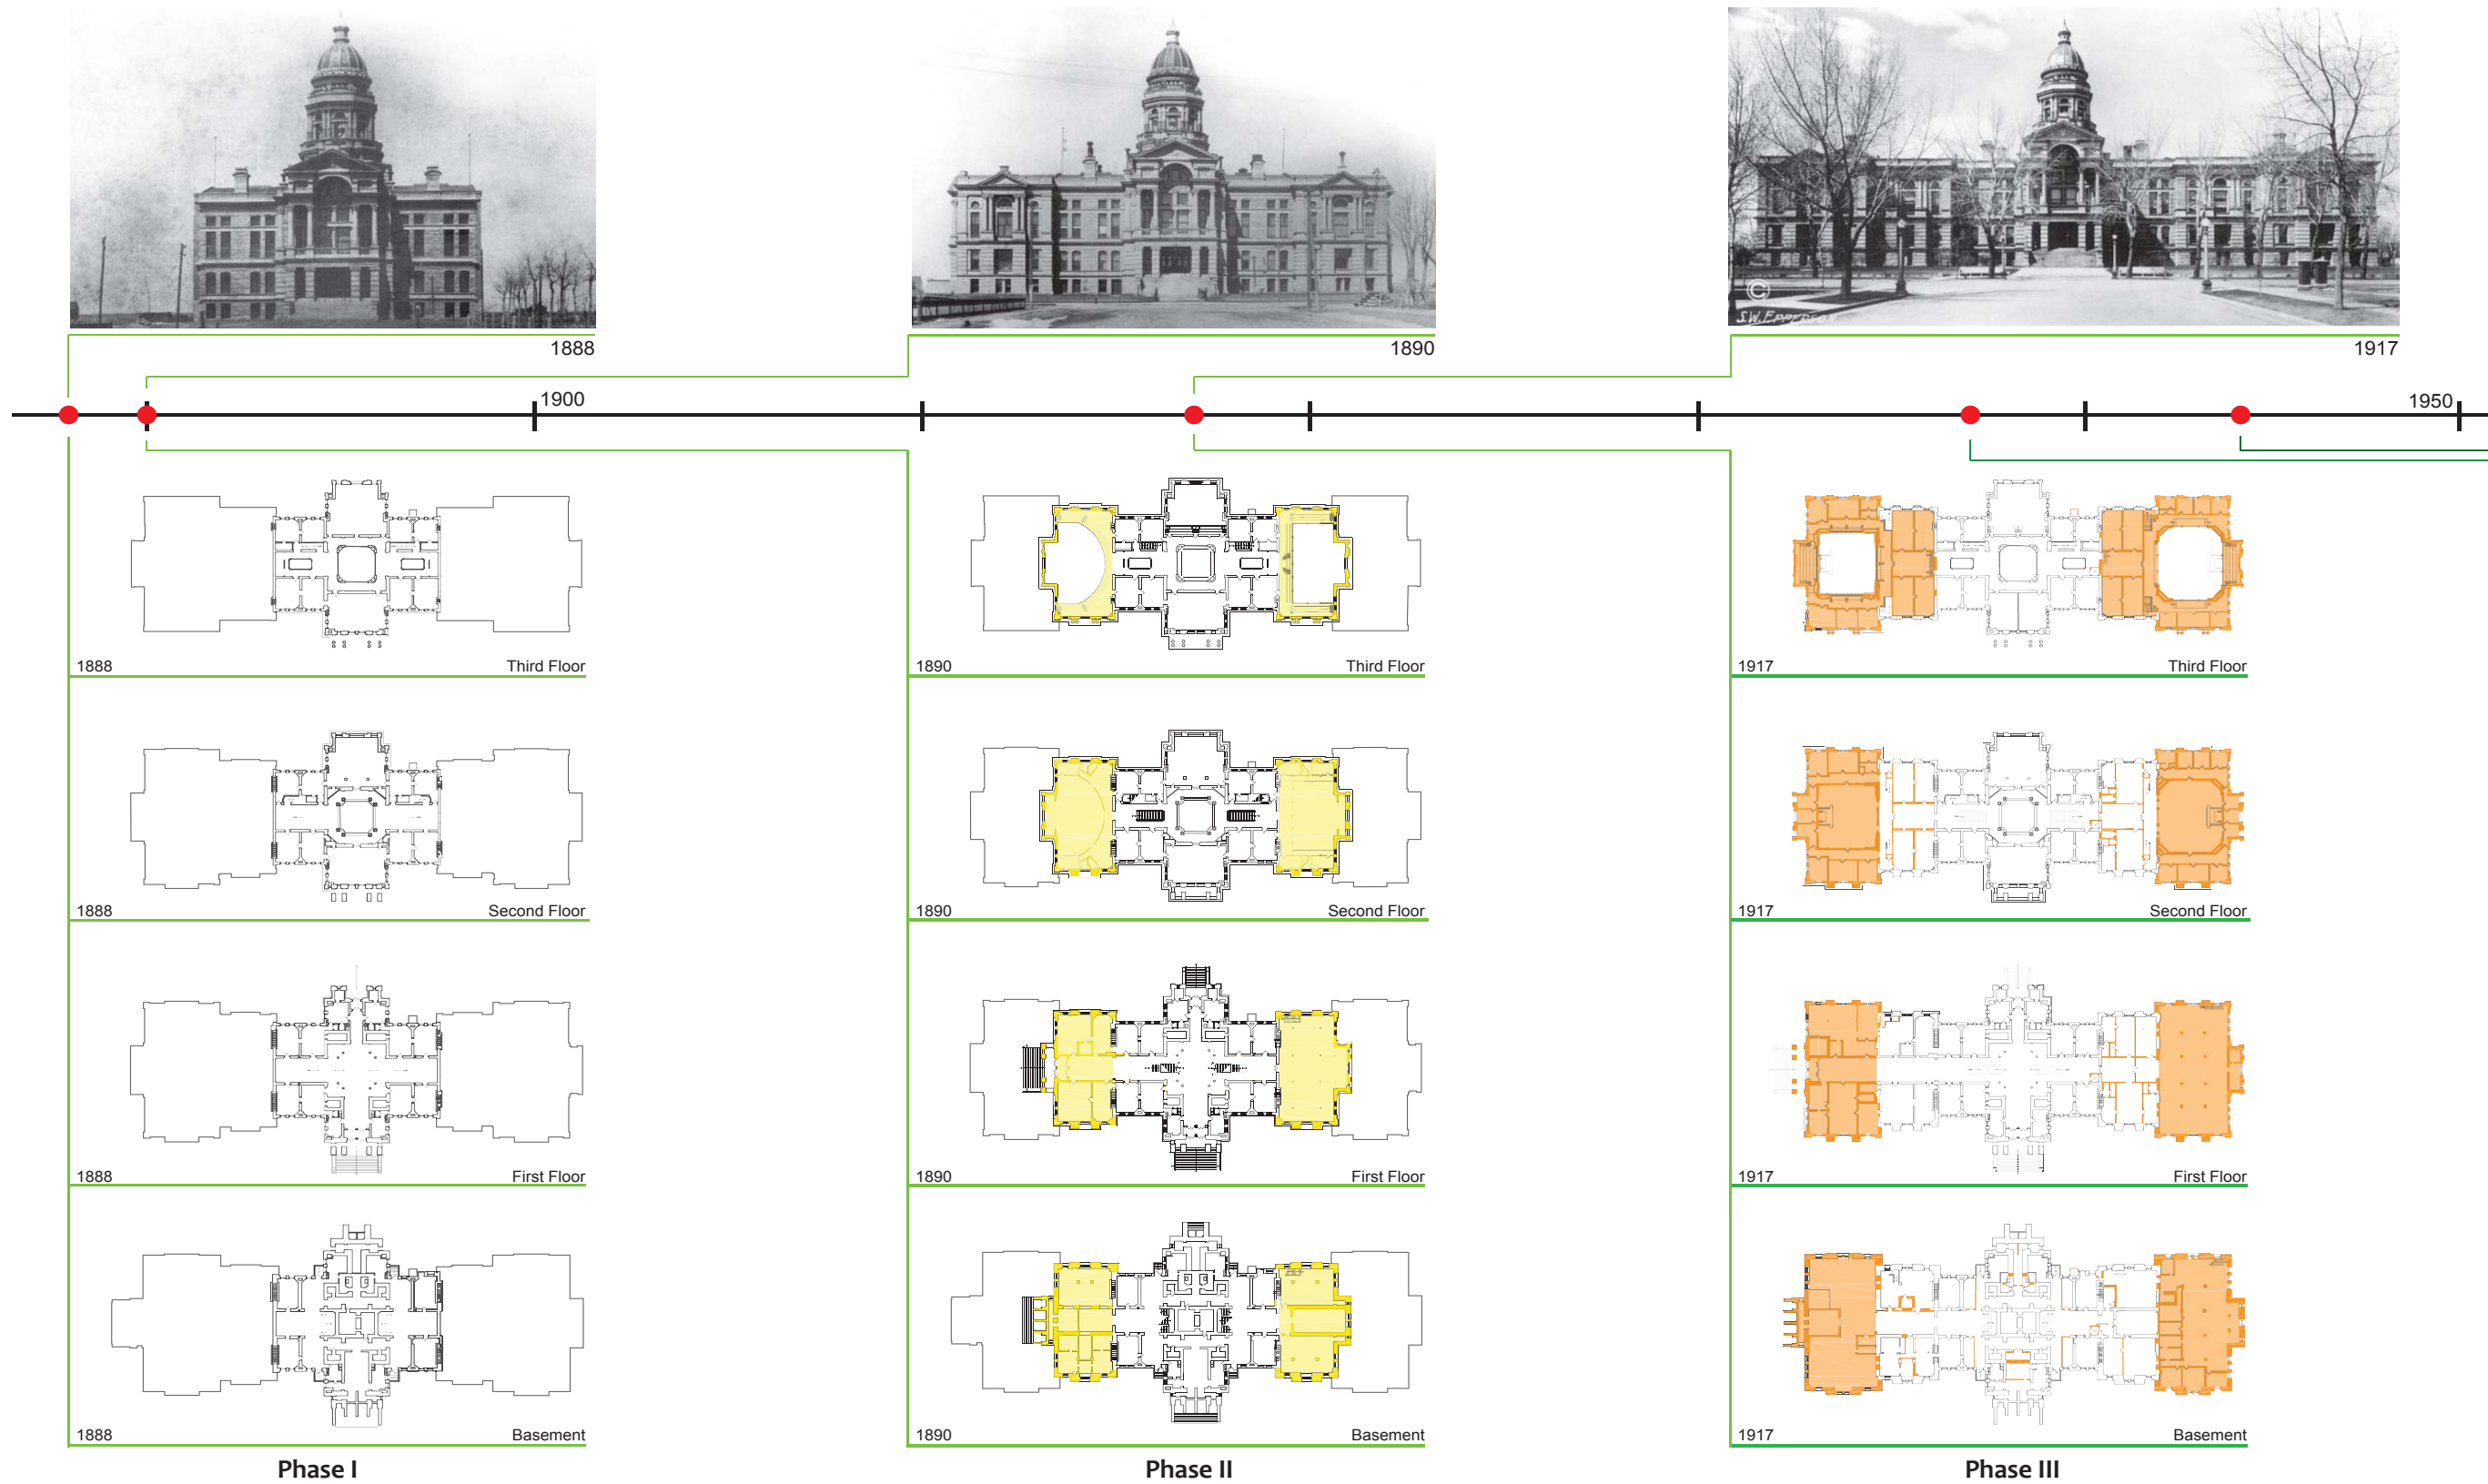 ©
S.W. EPPERSON
1888
1890
1917
1900
1950
1888 Third Floor
1890 Third Floor
1917 Third Floor
1888 Second Floor
1890 Second Floor
1917 Second Floor
1888 First Floor
1890 First Floor
1917 First Floor
1888 Basement
1890 Basement
1917 Basement
Phase I
Phase II
Phase III